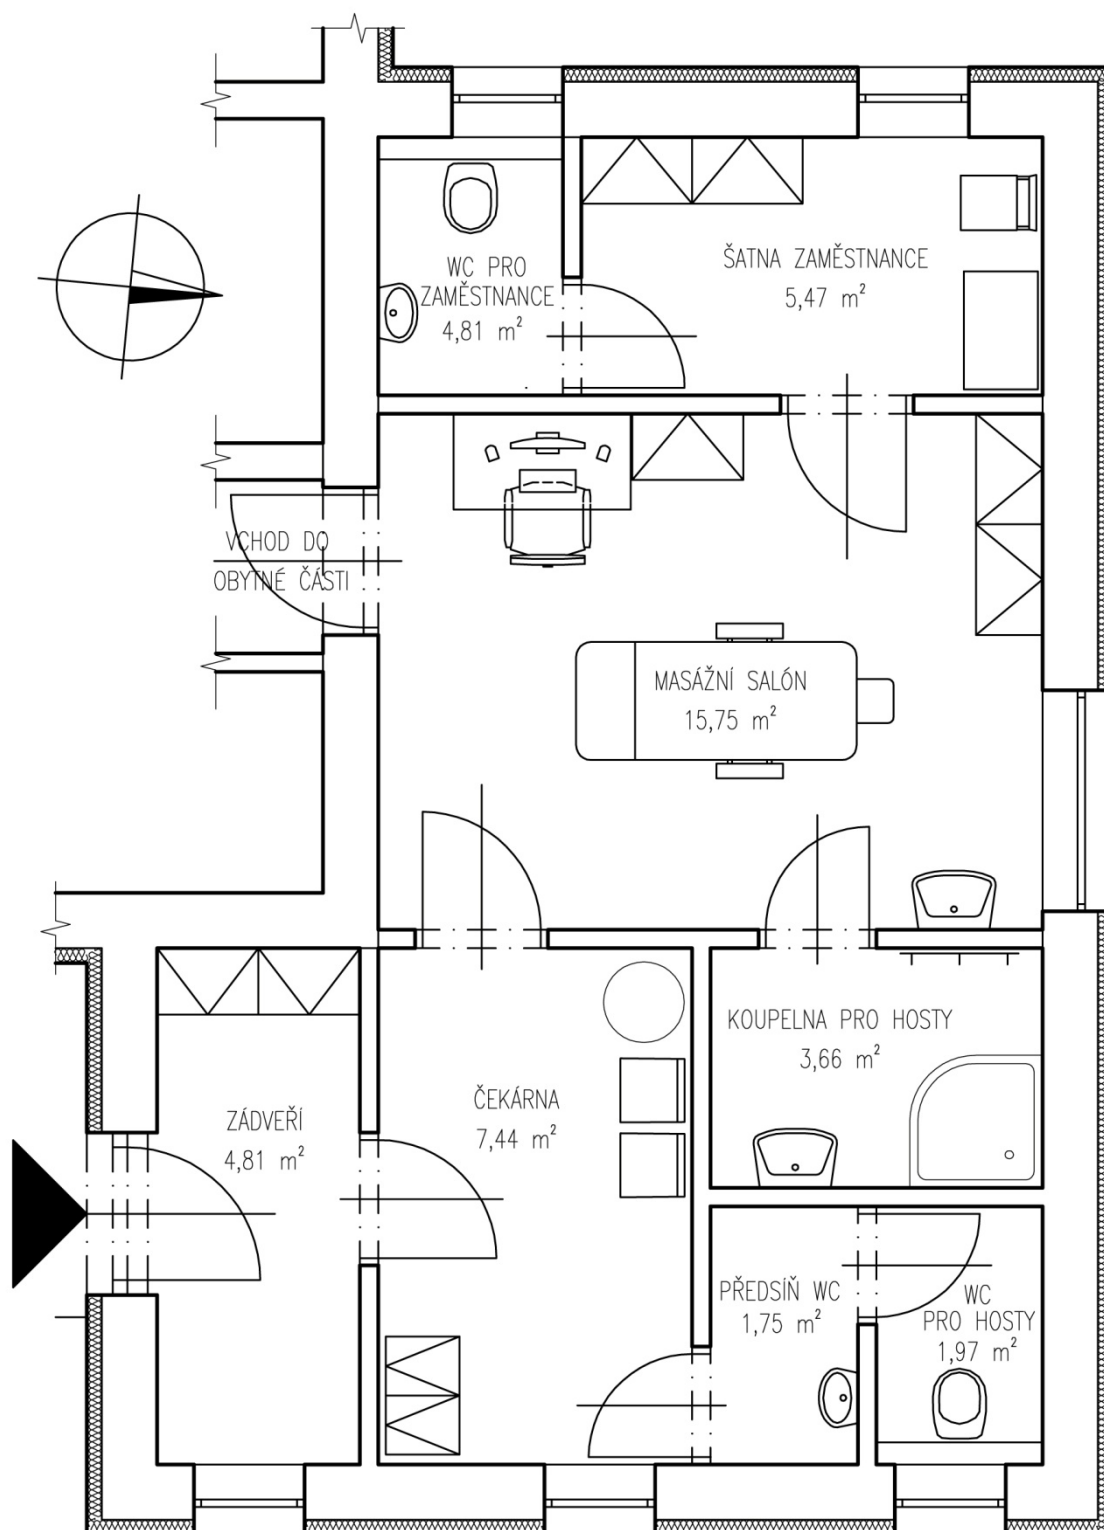 WC PRO
ZAMĚSTNANCE
4,81 m²
ŠATNA ZAMĚSTNANCE
5,47 m²
VCHOD DO
OBYTNÉ ČÁSTI
MASÁŽNÍ SALÓN
15,75 m²
KOUPELNA PRO HOSTY
3,66 m²
ČEKÁRNA
7,44 m²
ZÁDVEŘÍ
4,81 m²
PŘEDSÍŇ WC
1,75 m²
WC
PRO HOSTY
1,97 m²